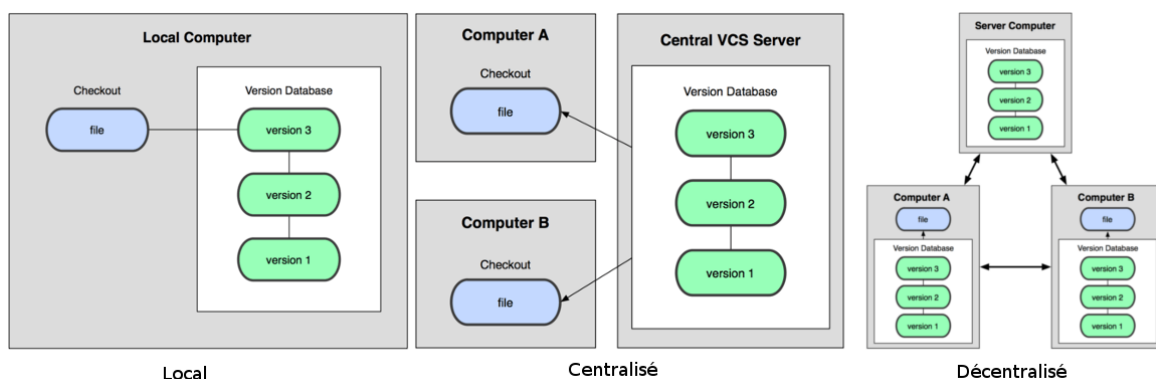 Local Computer
Checkout
file
Version Database
version 3
version 2
version 1
Local
Computer A
Checkout
file
Computer B
Checkout
file
Central VCS Server
Version Database
version 3
version 2
version 1
Centralisé
Server Computer
Version Database
version 3
version 2
version 1
Computer A
file
Version Database
version 3
version 2
version 1
Computer B
file
Version Database
version 3
version 2
version 1
Décentralisé